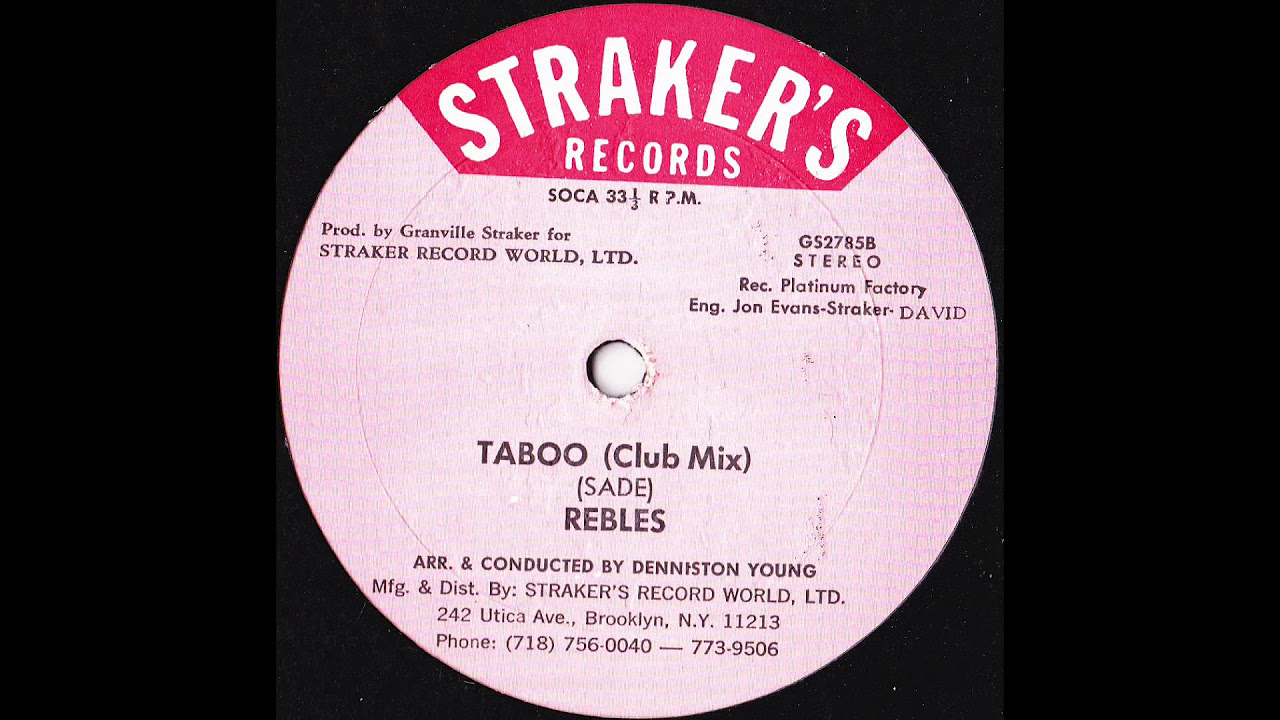 STRAKER'S
RECORDS
SOCA 33⅓ R.P.M.
Prod. by Granville Straker for
STRAKER RECORD WORLD, LTD.
GS2785B
STEREO
Rec. Platinum Factory
Eng. Jon Evans-Straker- DAVID
TABOO (Club Mix)
(SADE)
REBLES
ARR. & CONDUCTED BY DENNISTON YOUNG
Mfg. & Dist. By: STRAKER'S RECORD WORLD, LTD.
242 Utica Ave., Brooklyn, N.Y. 11213
Phone: (718) 756-0040 — 773-9506